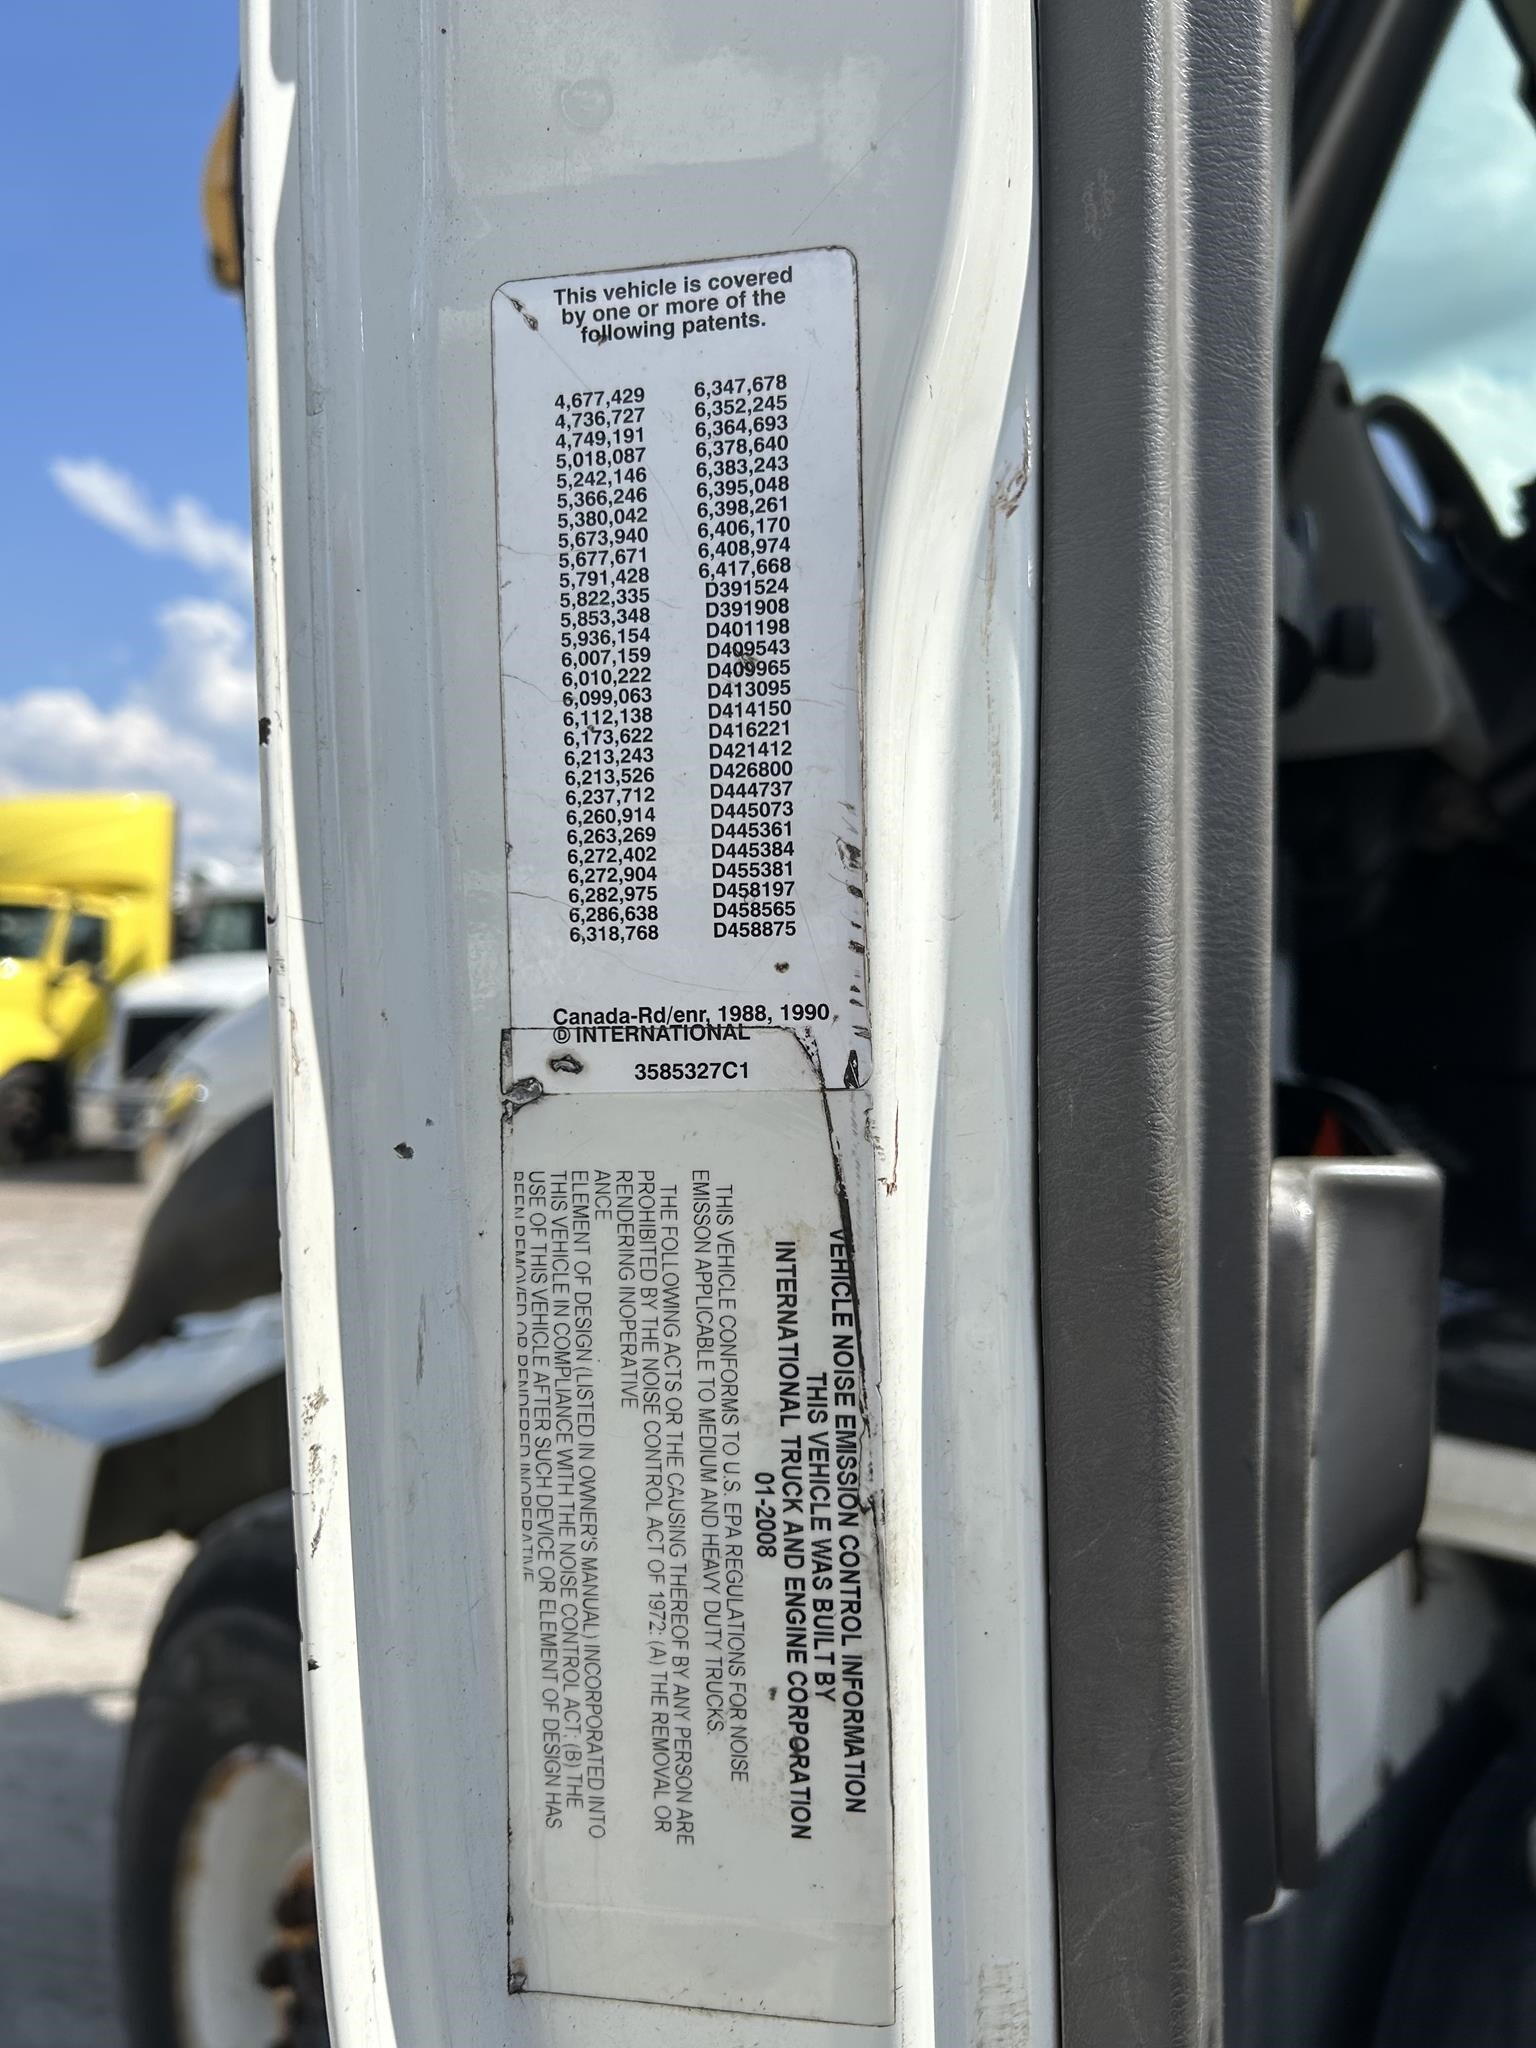 This vehicle is covered
by one or more of the
following patents.
4,677,429
4,736,727
4,749,191
5,018,087
5,242,146
5,366,246
5,380,042
5,673,940
5,677,671
5,791,428
5,822,335
5,853,348
5,936,154
6,007,159
6,010,222
6,099,063
6,112,138
6,173,622
6,213,243
6,213,526
6,237,712
6,260,914
6,263,269
6,272,402
6,272,904
6,282,975
6,286,638
6,318,768
6,347,678
6,352,245
6,364,693
6,378,640
6,383,243
6,395,048
6,398,261
6,406,170
6,408,974
6,417,668
D391524
D391908
D401198
D409543
D409965
D413095
D414150
D416221
D421412
D426800
D444737
D445073
D445361
D445384
D455381
D458197
D458565
D458875
Canada-Rd/enr, 1988, 1990
© INTERNATIONAL
3585327C1
VEHICLE NOISE EMISSION CONTROL INFORMATION
THIS VEHICLE WAS BUILT BY
INTERNATIONAL TRUCK AND ENGINE CORPORATION
01-2008
THIS VEHICLE CONFORMS TO U.S. EPA REGULATIONS FOR NOISE
EMISSON APPLICABLE TO MEDIUM AND HEAVY DUTY TRUCKS.
THE FOLLOWING ACTS OR THE CAUSING THEREOF BY ANY PERSON ARE
PROHIBITED BY THE NOISE CONTROL ACT OF 1972: (A) THE REMOVAL OR
RENDERING INOPERATIVE
ANCE
ELEMENT OF DESIGN (LISTED IN OWNER'S MANUAL) INCORPORATED INTO
THIS VEHICLE IN COMPLIANCE WITH THE NOISE CONTROL ACT; (B) THE
USE OF THIS VEHICLE AFTER SUCH DEVICE OR ELEMENT OF DESIGN HAS
BEEN REMOVED OR RENDERED INOPERATIVE